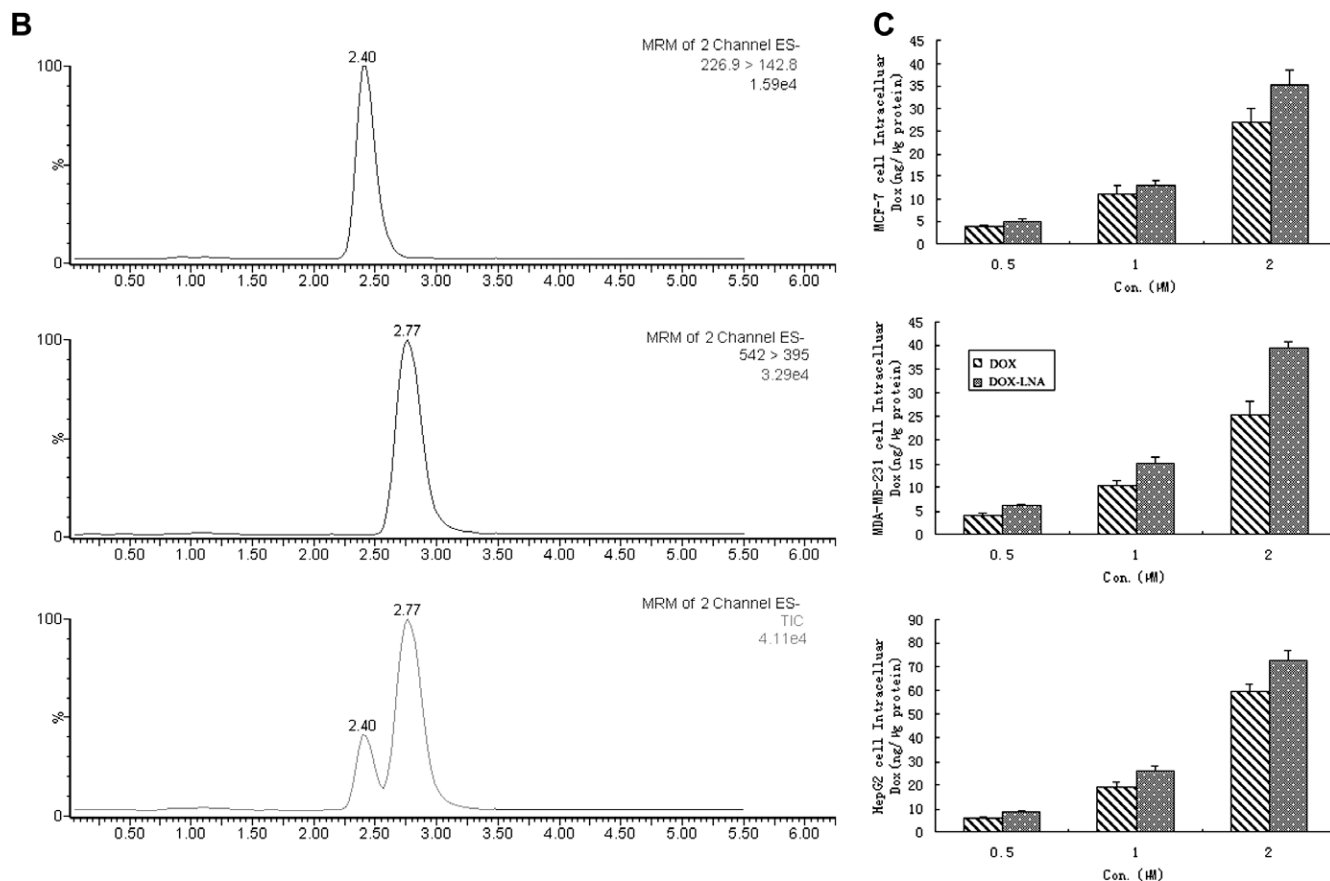 B
MRM of 2 Channel ES-
226.9 > 142.8
1.59e4
2.40
100
%
0
0.50 1.00 1.50 2.00 2.50 3.00 3.50 4.00 4.50 5.00 5.50 6.00
MRM of 2 Channel ES-
542 > 395
3.29e4
2.77
100
%
0
0.50 1.00 1.50 2.00 2.50 3.00 3.50 4.00 4.50 5.00 5.50 6.00
MRM of 2 Channel ES-
TIC
4.11e4
2.77
2.40
100
%
0
0.50 1.00 1.50 2.00 2.50 3.00 3.50 4.00 4.50 5.00 5.50 6.00
C
MCF-7 cell Intracelluar
Dox(ng/μg protein)
45
40
35
30
25
20
15
10
5
0
0.5 1 2
Con.(μM)
MDA-MB-231 cell Intracelluar
Dox(ng/μg protein)
45
40
35
30
25
20
15
10
5
0
DOX
DOX-LNA
0.5 1 2
Con.(μM)
HepG2 cell Intracelluar
Dox(ng/μg protein)
90
80
70
60
50
40
30
20
10
0
0.5 1 2
Con.(μM)